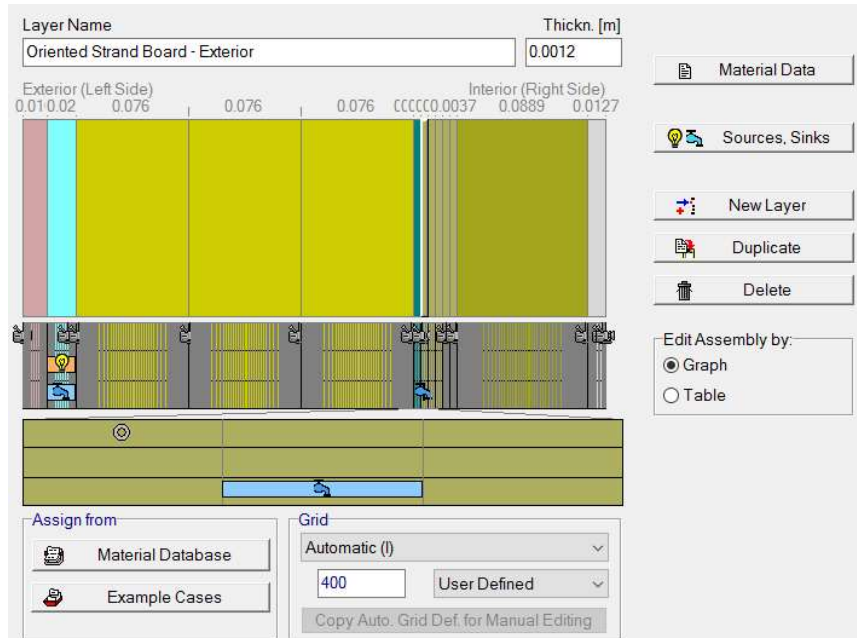 Layer Name Thickn. [m]
Oriented Strand Board - Exterior 0.0012
Material Data
Exterior (Left Side) Interior (Right Side)
0.01 0.02 0.076 0.076 0.076 0.0037 0.0889 0.0127
Sources, Sinks
New Layer
Duplicate
Delete
Edit Assembly by:
Graph
Table
Assign from
Material Database
Example Cases
Grid
Automatic (I)
400 User Defined
Copy Auto. Grid Def. for Manual Editing